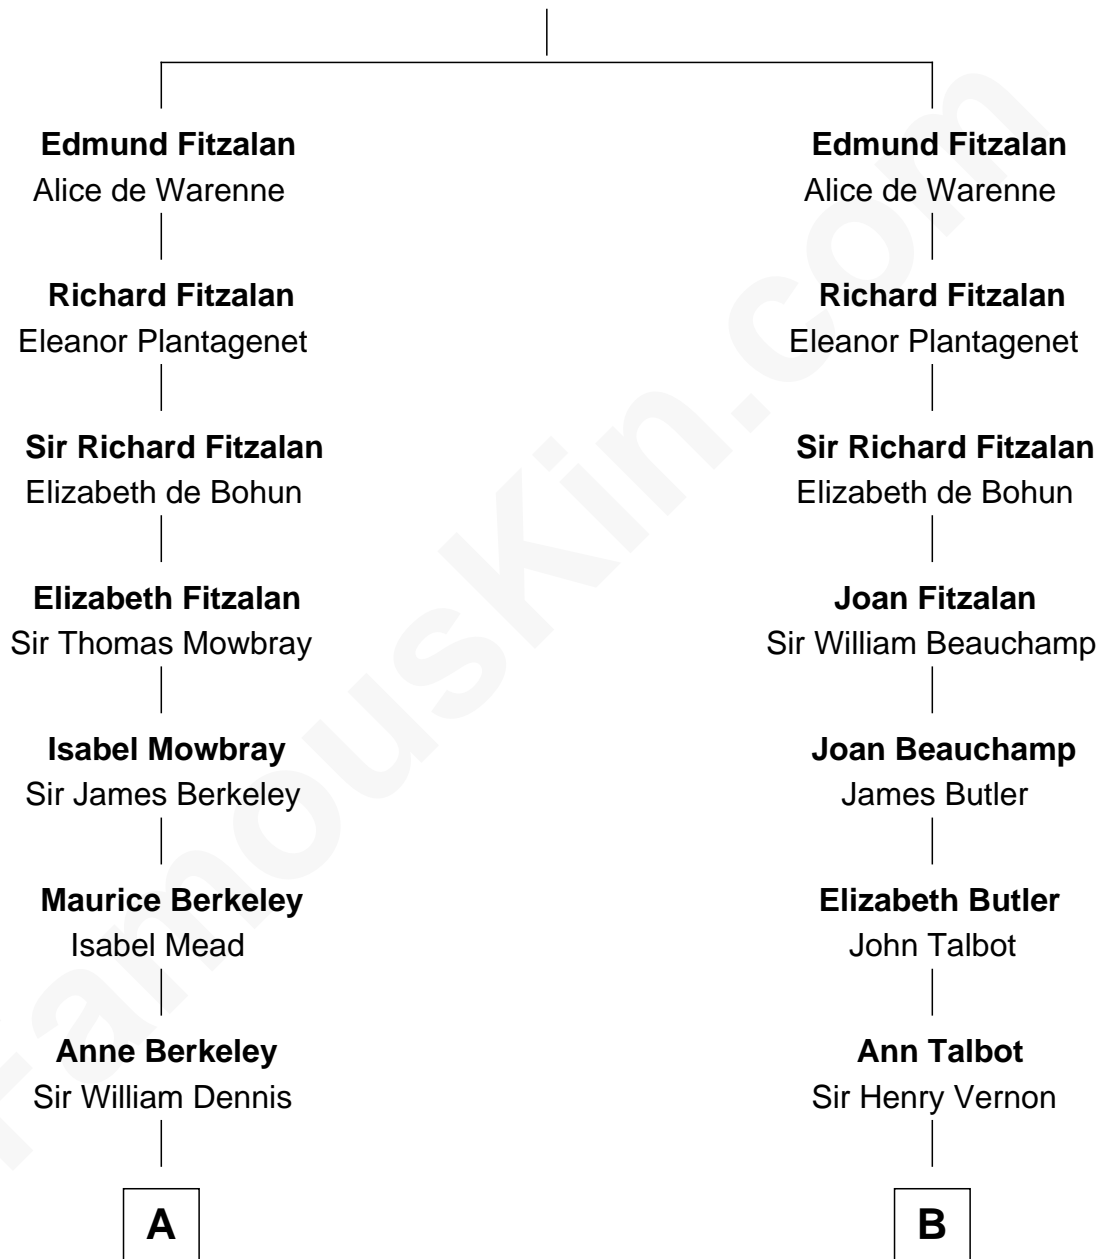 Edmund Fitzalan
Alice de Warenne
Richard Fitzalan
Eleanor Plantagenet
Sir Richard Fitzalan
Elizabeth de Bohun
Elizabeth Fitzalan
Sir Thomas Mowbray
Isabel Mowbray
Sir James Berkeley
Maurice Berkeley
Isabel Mead
Anne Berkeley
Sir William Dennis
A
Edmund Fitzalan
Alice de Warenne
Richard Fitzalan
Eleanor Plantagenet
Sir Richard Fitzalan
Elizabeth de Bohun
Joan Fitzalan
Sir William Beauchamp
Joan Beauchamp
James Butler
Elizabeth Butler
John Talbot
Ann Talbot
Sir Henry Vernon
B
FamousKin.com